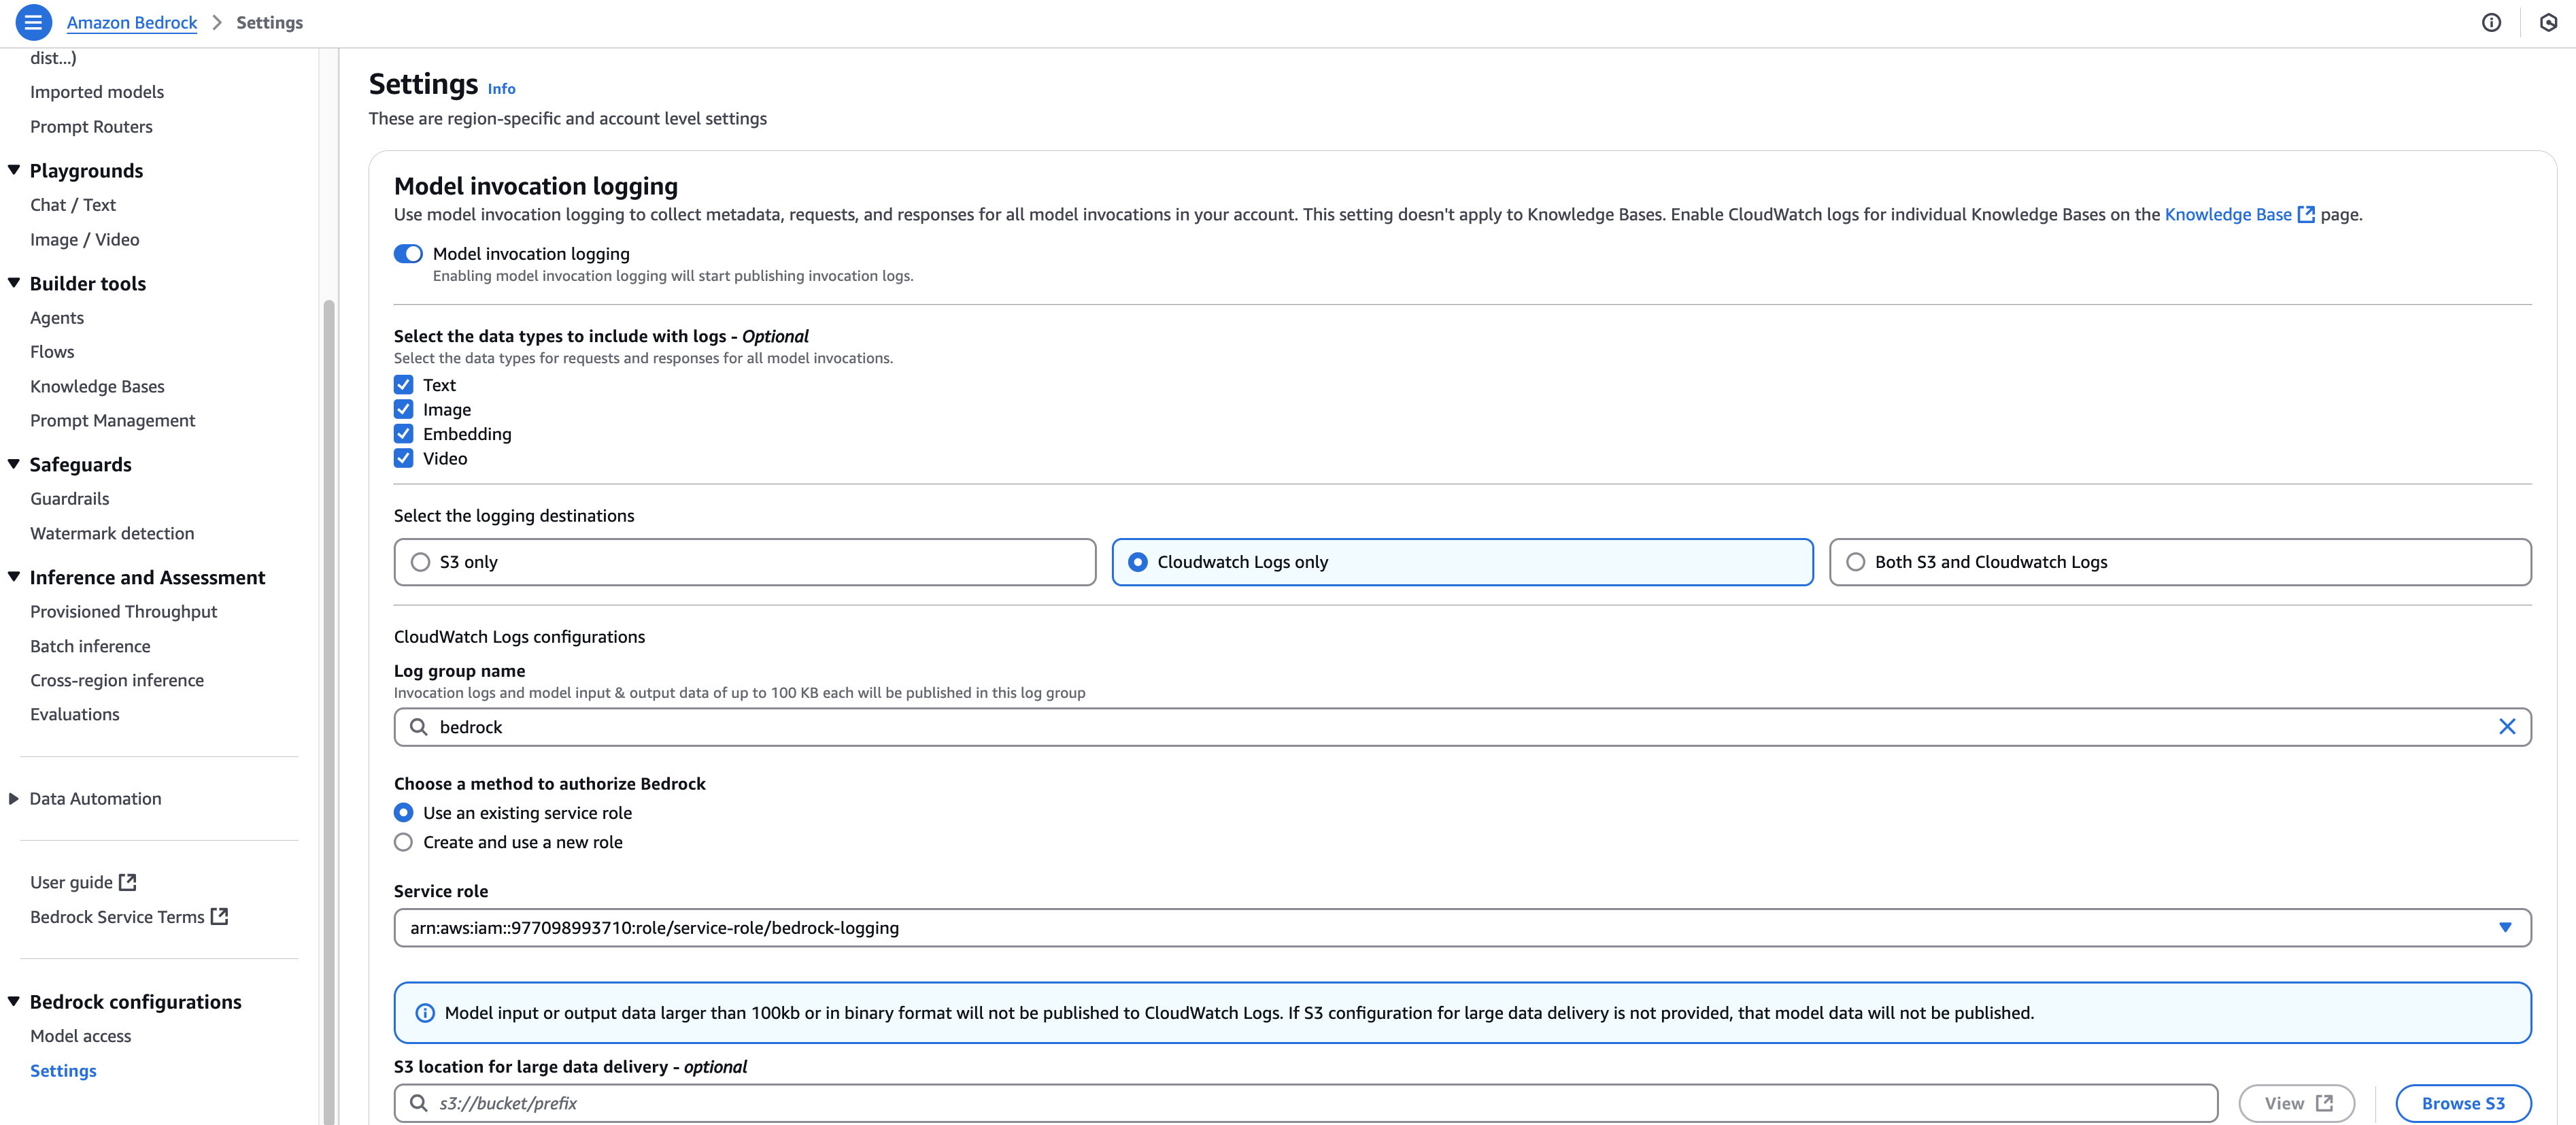 Amazon Bedrock > Settings
dist...)
Imported models
Prompt Routers
Playgrounds
Chat / Text
Image / Video
Builder tools
Agents
Flows
Knowledge Bases
Prompt Management
Safeguards
Guardrails
Watermark detection
Inference and Assessment
Provisioned Throughput
Batch inference
Cross-region inference
Evaluations
Data Automation
User guide
Bedrock Service Terms
Bedrock configurations
Model access
Settings
Settings Info
These are region-specific and account level settings
Model invocation logging
Use model invocation logging to collect metadata, requests, and responses for all model invocations in your account. This setting doesn't apply to Knowledge Bases. Enable CloudWatch logs for individual Knowledge Bases on the Knowledge Base page.
Model invocation logging
Enabling model invocation logging will start publishing invocation logs.
Select the data types to include with logs - Optional
Select the data types for requests and responses for all model invocations.
Text
Image
Embedding
Video
Select the logging destinations
S3 only
Cloudwatch Logs only
Both S3 and Cloudwatch Logs
CloudWatch Logs configurations
Log group name
Invocation logs and model input & output data of up to 100 KB each will be published in this log group
bedrock
Choose a method to authorize Bedrock
Use an existing service role
Create and use a new role
Service role
arn:aws:iam::977098993710:role/service-role/bedrock-logging
Model input or output data larger than 100kb or in binary format will not be published to CloudWatch Logs. If S3 configuration for large data delivery is not provided, that model data will not be published.
S3 location for large data delivery - optional
s3://bucket/prefix
View
Browse S3